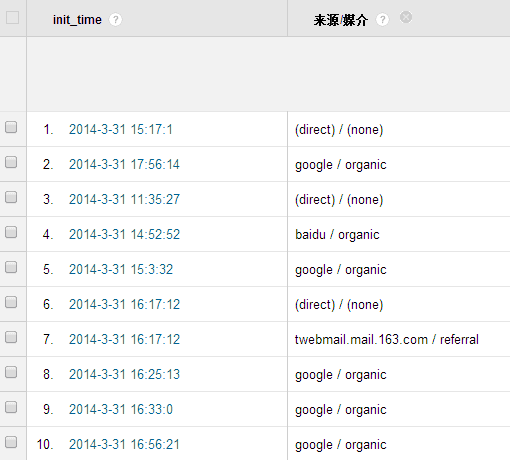 init_time ? 来源/媒介 ?
1. 2014-3-31 15:17:1 (direct) / (none)
2. 2014-3-31 17:56:14 google / organic
3. 2014-3-31 11:35:27 (direct) / (none)
4. 2014-3-31 14:52:52 baidu / organic
5. 2014-3-31 15:3:32 google / organic
6. 2014-3-31 16:17:12 (direct) / (none)
7. 2014-3-31 16:17:12 twebmail.mail.163.com / referral
8. 2014-3-31 16:25:13 google / organic
9. 2014-3-31 16:33:0 google / organic
10. 2014-3-31 16:56:21 google / organic